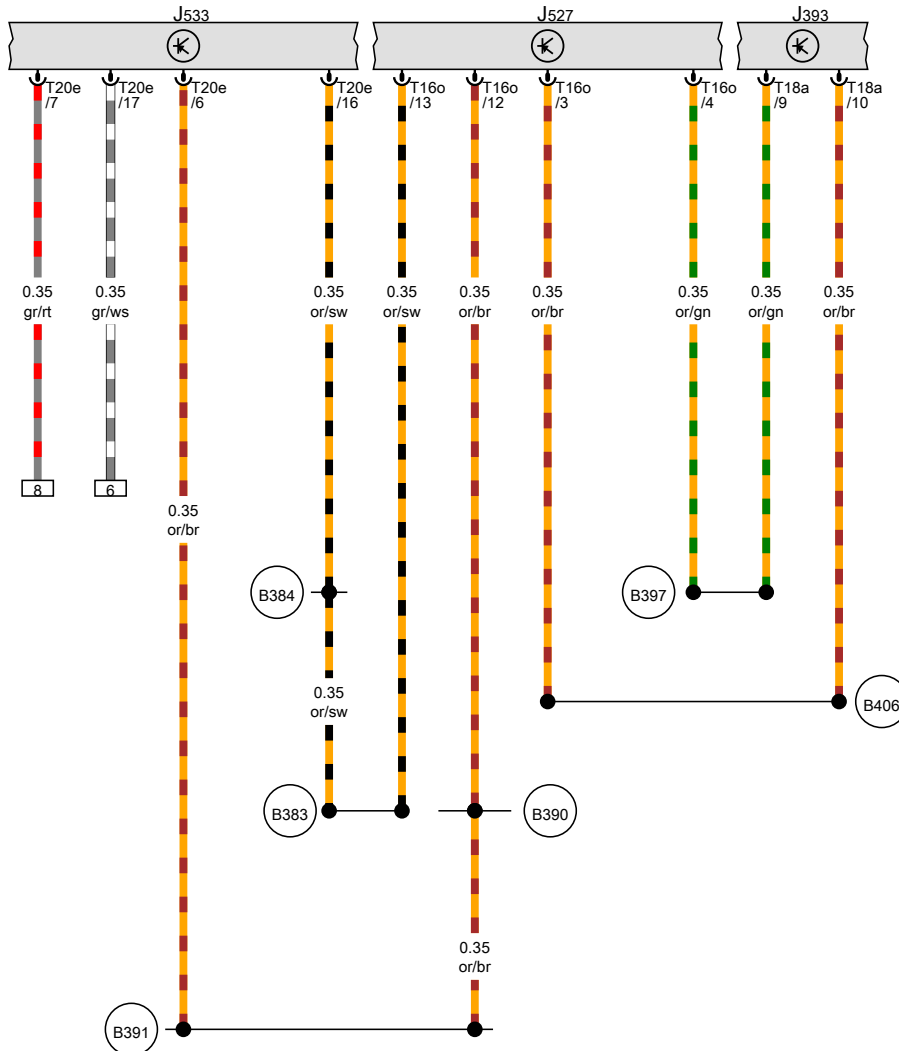 J533 J527 J393
T20e T20e T20e T20e T16o T16o T16o T16o T18a T18a
/7 /17 /6 /16 /13 /12 /3 /4 /9 /10
0.35 0.35 0.35 0.35 0.35 0.35 0.35 0.35 0.35
gr/rt gr/ws or/sw or/sw or/br or/br or/gn or/gn or/br
8 6
0.35
or/br
B384 B397
0.35
or/sw
B406
B383 B390
0.35
or/br
B391